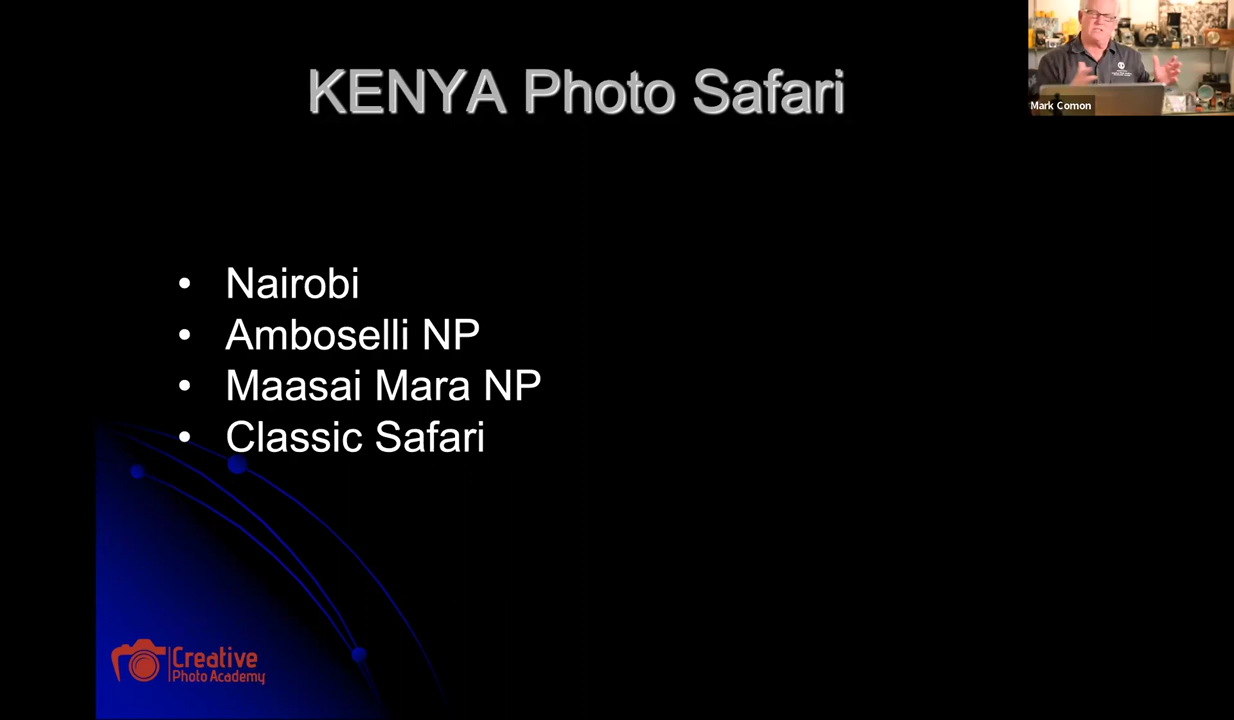 KENYA Photo Safari
Mark Comon
• Nairobi
• Amboselli NP
• Maasai Mara NP
• Classic Safari
Creative
Photo Academy